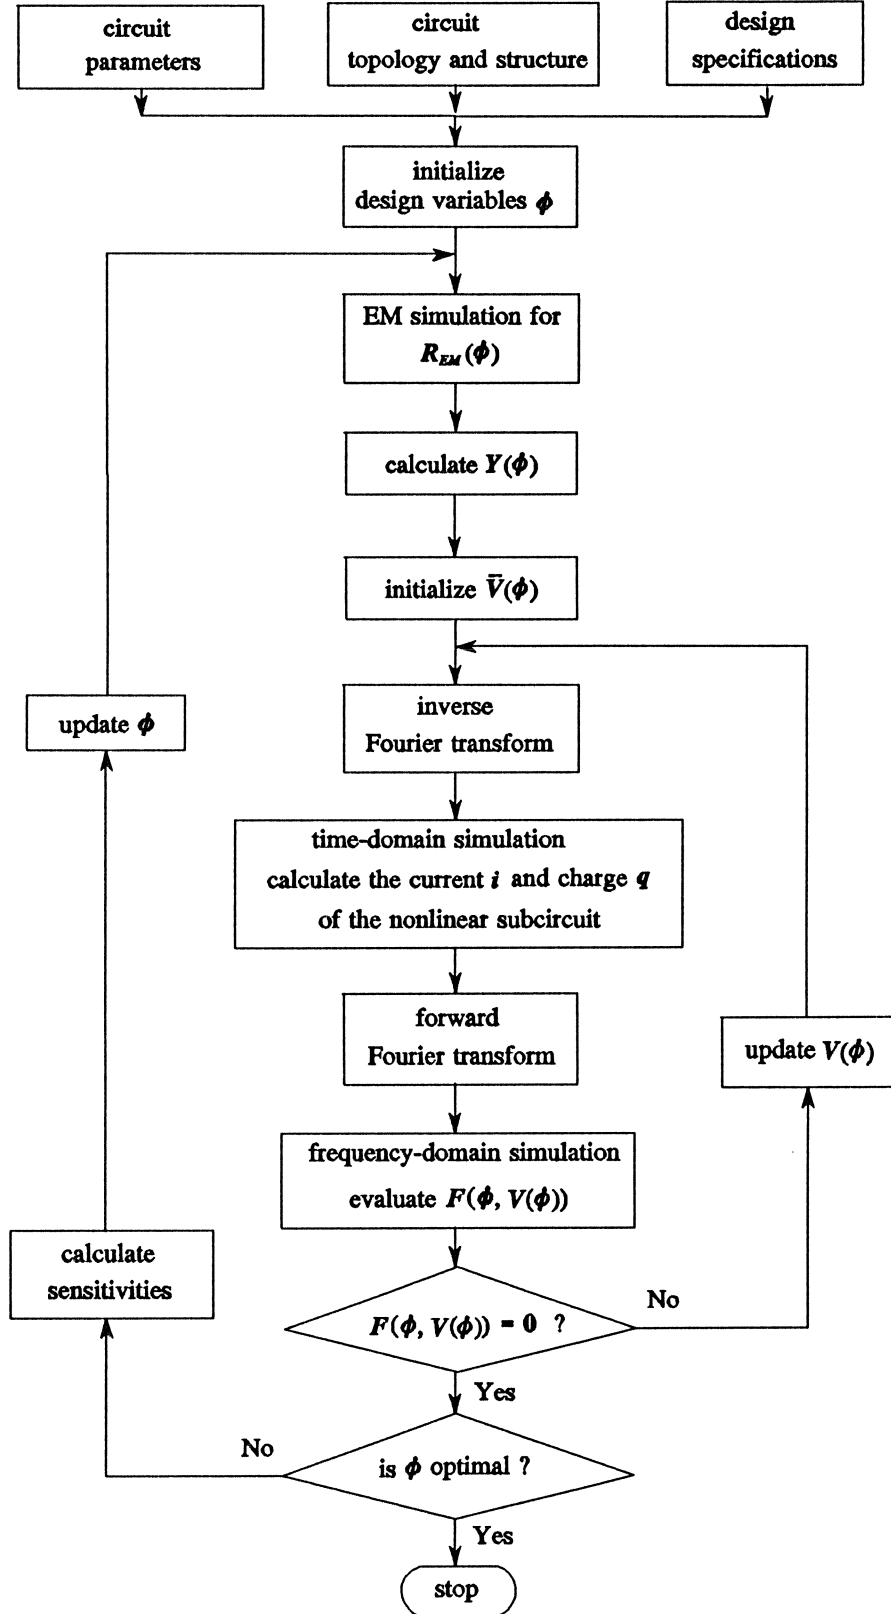 circuit
parameters
circuit
topology and structure
design
specifications
initialize
design variables ϕ
EM simulation for
R_EM(ϕ)
calculate Y(ϕ)
initialize V̄(ϕ)
inverse
Fourier transform
update ϕ
time-domain simulation
calculate the current i and charge q
of the nonlinear subcircuit
forward
Fourier transform
update V(ϕ)
frequency-domain simulation
evaluate F(ϕ, V(ϕ))
calculate
sensitivities
F(ϕ, V(ϕ)) = 0 ?
No
Yes
No
is ϕ optimal ?
Yes
stop